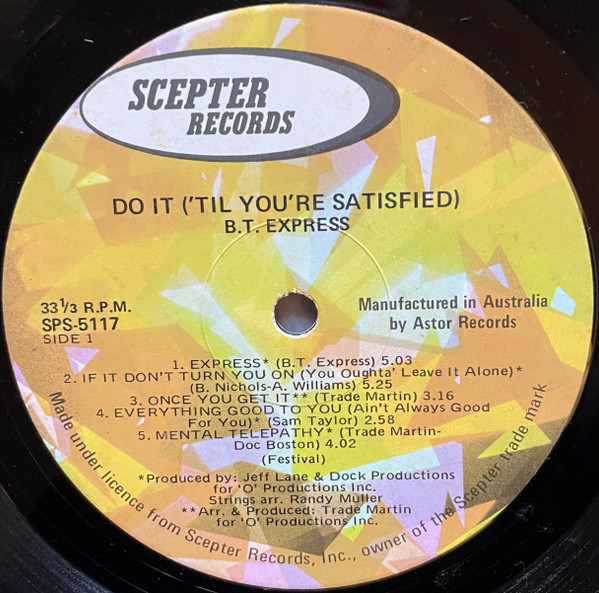 SCEPTER
RECORDS
DO IT ('TIL YOU'RE SATISFIED)
B.T. EXPRESS
33 1/3 R.P.M.
SPS-5117
SIDE 1
Manufactured in Australia
by Astor Records
1. EXPRESS* (B.T. Express) 5.03
2. IF IT DON'T TURN YOU ON (You Oughta' Leave It Alone)*
(B. Nichols-A. Williams) 5.25
3. ONCE YOU GET IT** (Trade Martin) 3.16
4. EVERYTHING GOOD TO YOU (Ain't Always Good
For You)* (Sam Taylor) 2.58
5. MENTAL TELEPATHY* (Trade Martin-
Doc Boston) 4.02
(Festival)
*Produced by: Jeff Lane & Dock Productions
for 'O' Productions Inc.
Strings arr. Randy Muller
**Arr. & Produced: Trade Martin
for 'O' Productions Inc.
Made under licence from Scepter Records, Inc., owner of the Scepter trade mark